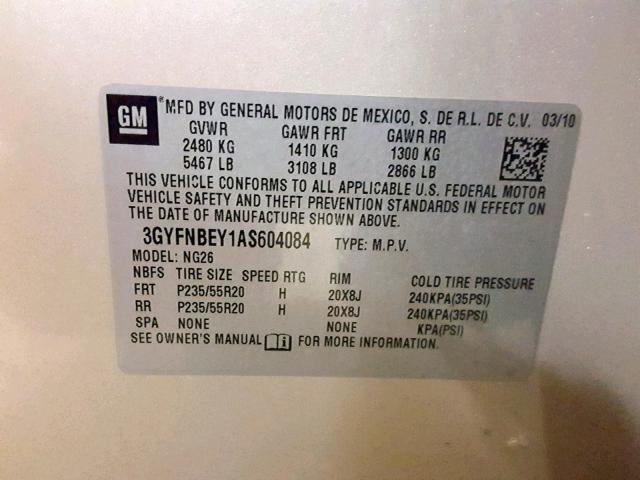 GM
®MFD BY GENERAL MOTORS DE MEXICO, S. DE R.L. DE C.V. 03/10
GVWR GAWR FRT GAWR RR
2480 KG 1410 KG 1300 KG
5467 LB 3108 LB 2866 LB
THIS VEHICLE CONFORMS TO ALL APPLICABLE U.S. FEDERAL MOTOR
VEHICLE SAFETY AND THEFT PREVENTION STANDARDS IN EFFECT ON
THE DATE OF MANUFACTURE SHOWN ABOVE.
3GYFNBEY1AS604084 TYPE: M.P.V.
MODEL: NG26
NBFS TIRE SIZE SPEED RTG RIM COLD TIRE PRESSURE
FRT P235/55R20 H 20X8J 240KPA(35PSI)
RR P235/55R20 H 20X8J 240KPA(35PSI)
SPA NONE NONE KPA(PSI)
SEE OWNER'S MANUAL i FOR MORE INFORMATION.